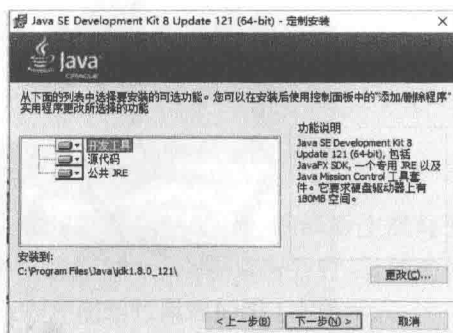 Java SE Development Kit 8 Update 121 (64-bit) - 定制安装
Java
ORACLE
从下面的列表中选择要安装的可选功能。您可以在安装后使用控制面板中的"添加/删除程序"
实用程序更改所选择的功能
开发工具
源代码
公共 JRE
功能说明
Java SE Development Kit 8
Update 121 (64-bit), 包括
JavaFX SDK, 一个专用 JRE 以及
Java Mission Control 工具套
件。它要求硬盘驱动器上有
180MB 空间。
安装到:
C:\Program Files\Java\jdk1.8.0_121\
更改(C)...
<上一步(B)
下一步(N)>
取消